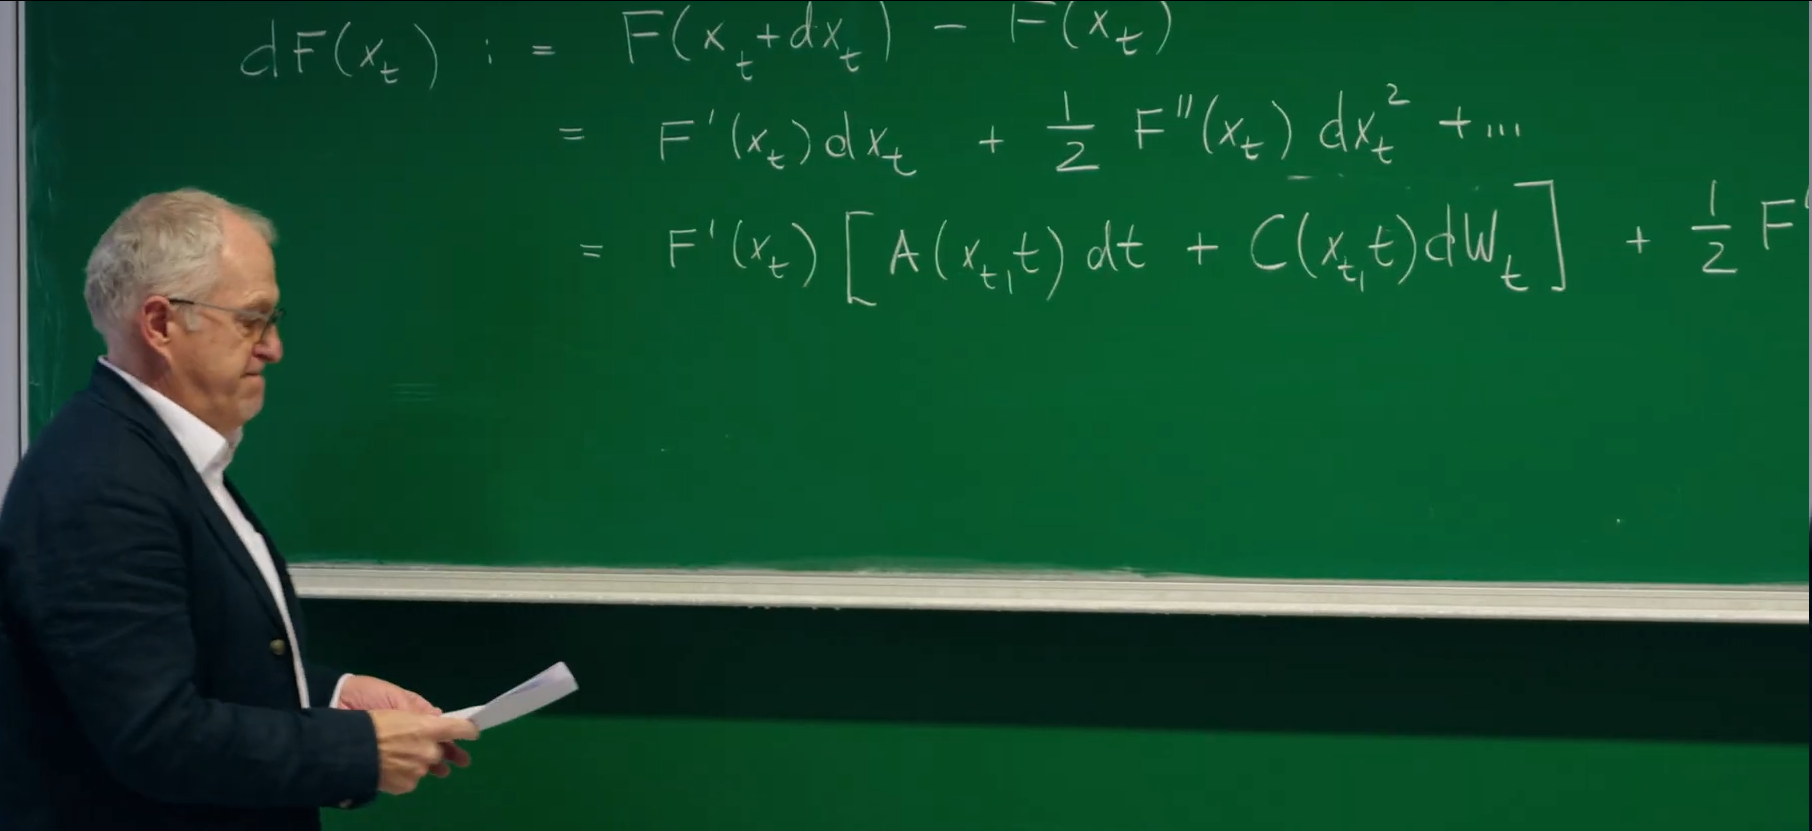 dF(x_t) := F(x_t+dx_t) − F(x_t)
= F'(x_t)dx_t + 1/2 F''(x_t) dx_t^2 + ...
= F'(x_t) [A(x_t,t) dt + C(x_t,t)dW_t] + 1/2 F'